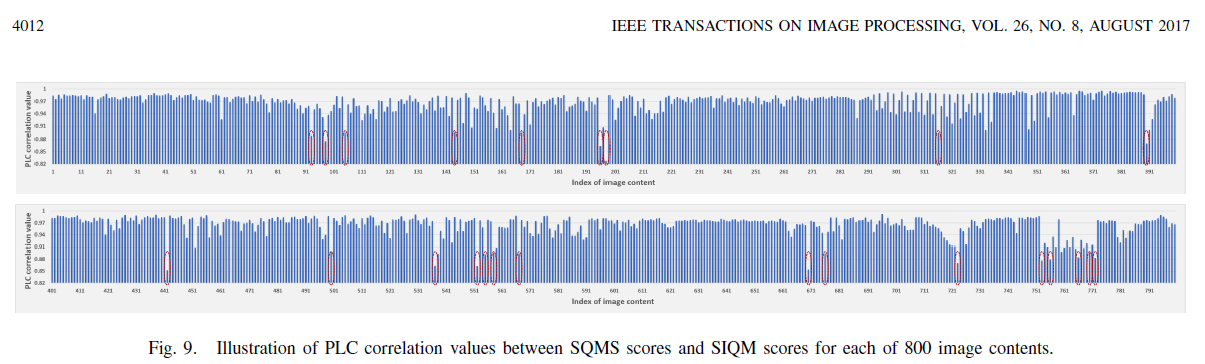 4012
IEEE TRANSACTIONS ON IMAGE PROCESSING, VOL. 26, NO. 8, AUGUST 2017
PLC correlation value
1
0.97
0.94
0.91
0.88
0.85
0.82
1 11 21 31 41 51 61 71 81 91 101 111 121 131 141 151 161 171 181 191 201 211 221 231 241 251 261 271 281 291 301 311 321 331 341 351 361 371 381 391
Index of image content
PLC correlation value
1
0.97
0.94
0.91
0.88
0.85
0.82
401 411 421 431 441 451 461 471 481 491 501 511 521 531 541 551 561 571 581 591 601 611 621 631 641 651 661 671 681 691 701 711 721 731 741 751 761 771 781 791
Index of image content
Fig. 9. Illustration of PLC correlation values between SQMS scores and SIQM scores for each of 800 image contents.